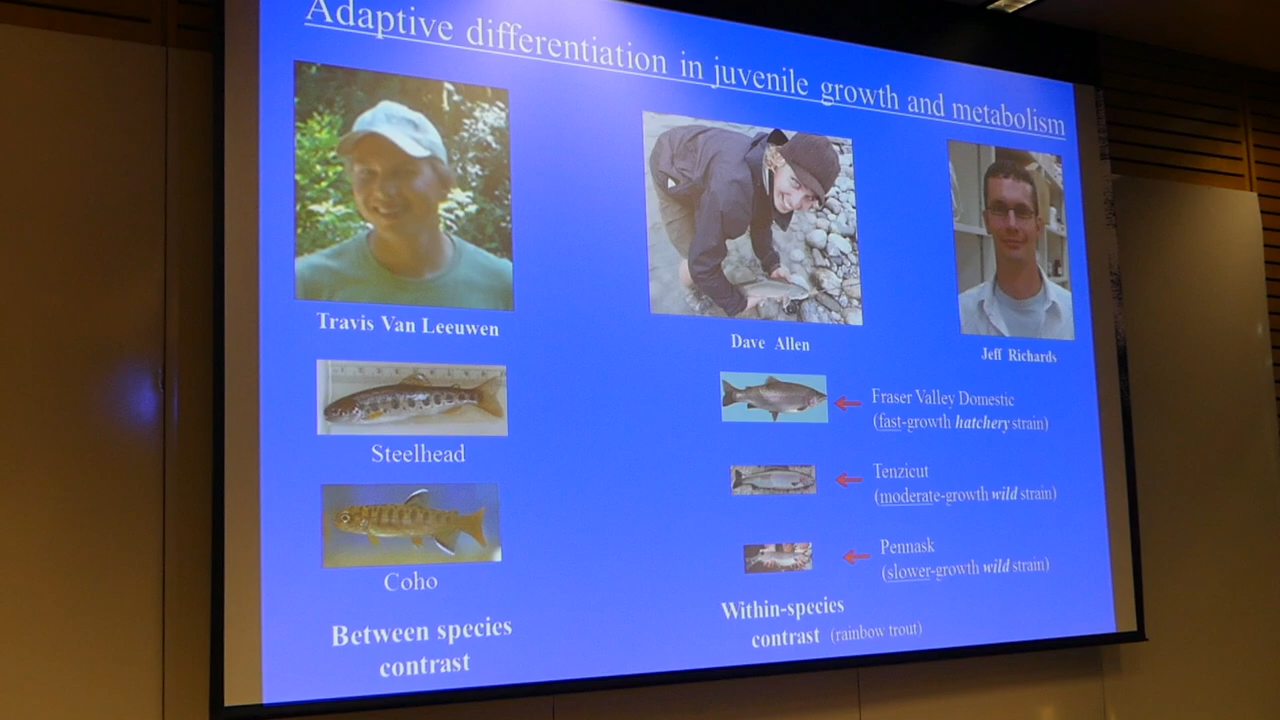 Adaptive differentiation in juvenile growth and metabolism
Travis Van Leeuwen
Dave Allen
Jeff Richards
Steelhead
Coho
Between species
contrast
Fraser Valley Domestic
(fast-growth hatchery strain)
Tenzicut
(moderate-growth wild strain)
Pennask
(slower-growth wild strain)
Within-species
contrast (rainbow trout)